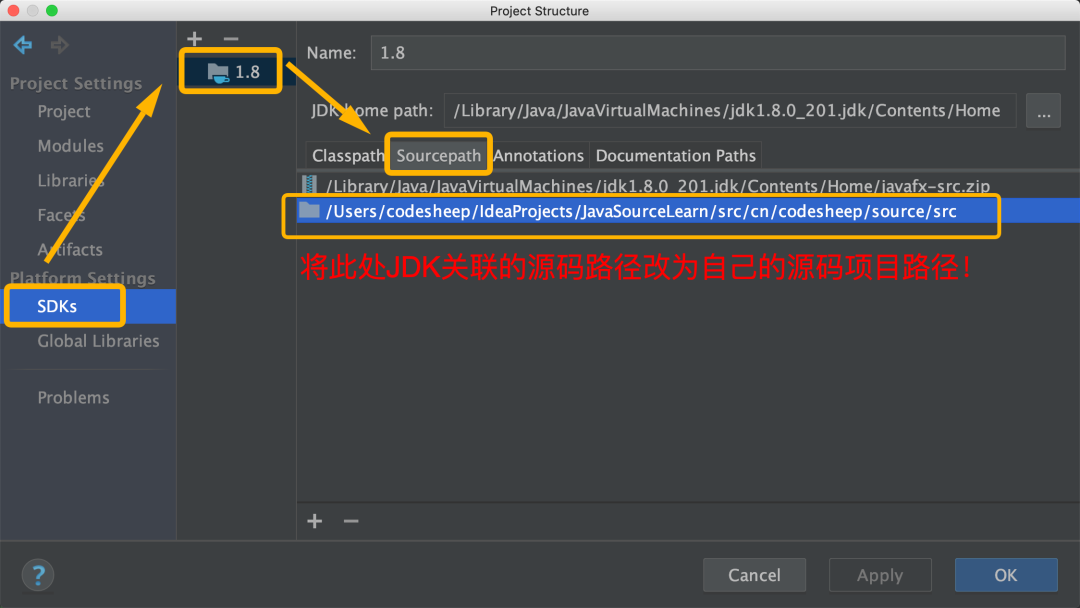 Project Structure
Project Settings
Project
Modules
Libraries
Facets
Artifacts
Platform Settings
SDKs
Global Libraries
Problems
1.8
Name: 1.8
JDK home path: /Library/Java/JavaVirtualMachines/jdk1.8.0_201.jdk/Contents/Home ...
Classpath Sourcepath Annotations Documentation Paths
/Library/Java/JavaVirtualMachines/jdk1.8.0_201.jdk/Contents/Home/javafx-src.zip
/Users/codesheep/IdeaProjects/JavaSourceLearn/src/cn/codesheep/source/src
将此处JDK关联的源码路径改为自己的源码项目路径!
? Cancel Apply OK